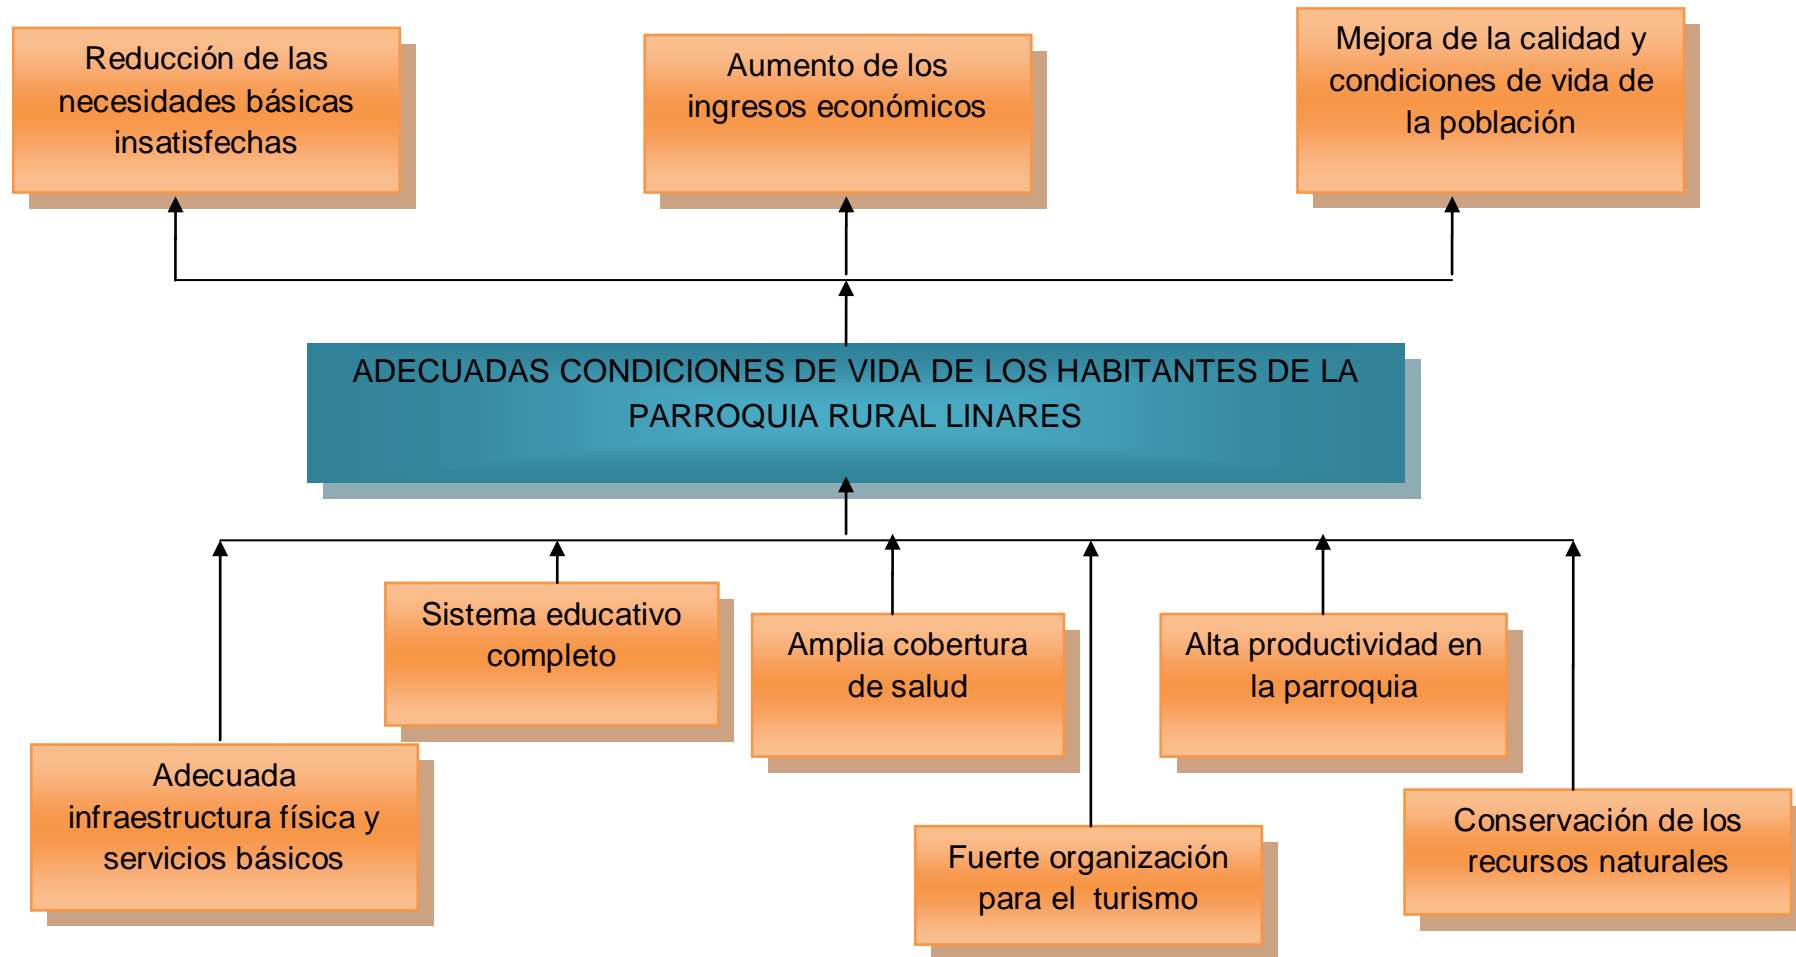 Reducción de las
necesidades básicas
insatisfechas
Aumento de los
ingresos económicos
Mejora de la calidad y
condiciones de vida de
la población
ADECUADAS CONDICIONES DE VIDA DE LOS HABITANTES DE LA
PARROQUIA RURAL LINARES
Sistema educativo
completo
Amplia cobertura
de salud
Alta productividad en
la parroquia
Adecuada
infraestructura física y
servicios básicos
Fuerte organización
para el  turismo
Conservación de los
recursos naturales